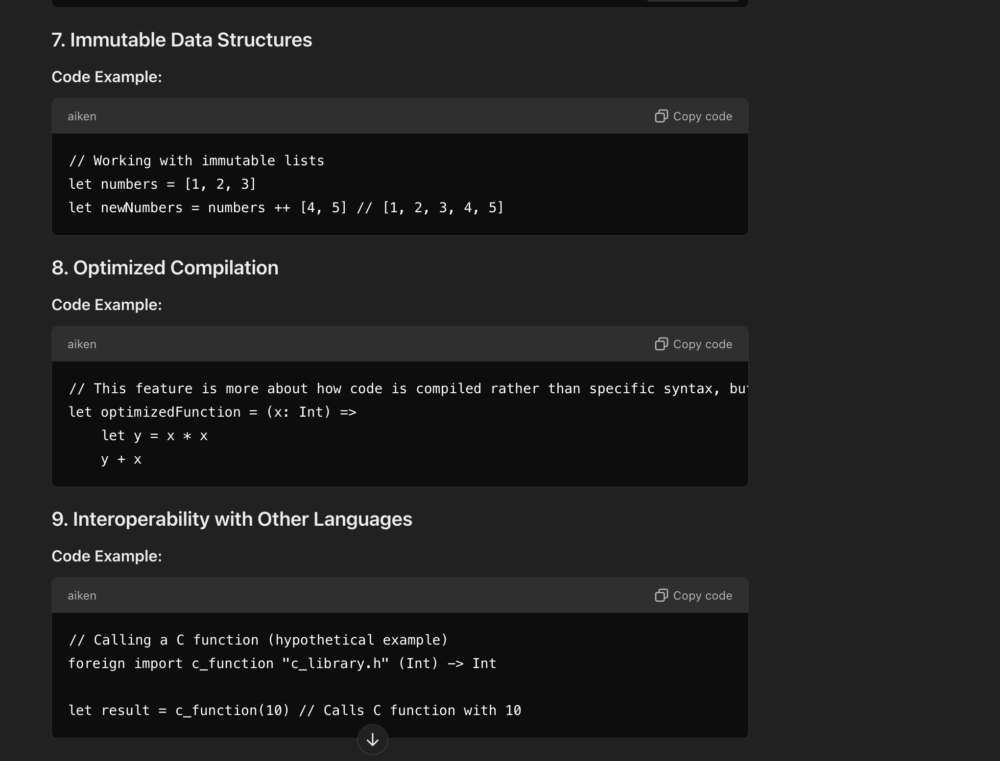 7. Immutable Data Structures
Code Example:
aiken
Copy code
// Working with immutable lists
let numbers = [1, 2, 3]
let newNumbers = numbers ++ [4, 5] // [1, 2, 3, 4, 5]
8. Optimized Compilation
Code Example:
aiken
Copy code
// This feature is more about how code is compiled rather than specific syntax, but
let optimizedFunction = (x: Int) =>
    let y = x * x
    y + x
9. Interoperability with Other Languages
Code Example:
aiken
Copy code
// Calling a C function (hypothetical example)
foreign import c_function "c_library.h" (Int) -> Int
let result = c_function(10) // Calls C function with 10